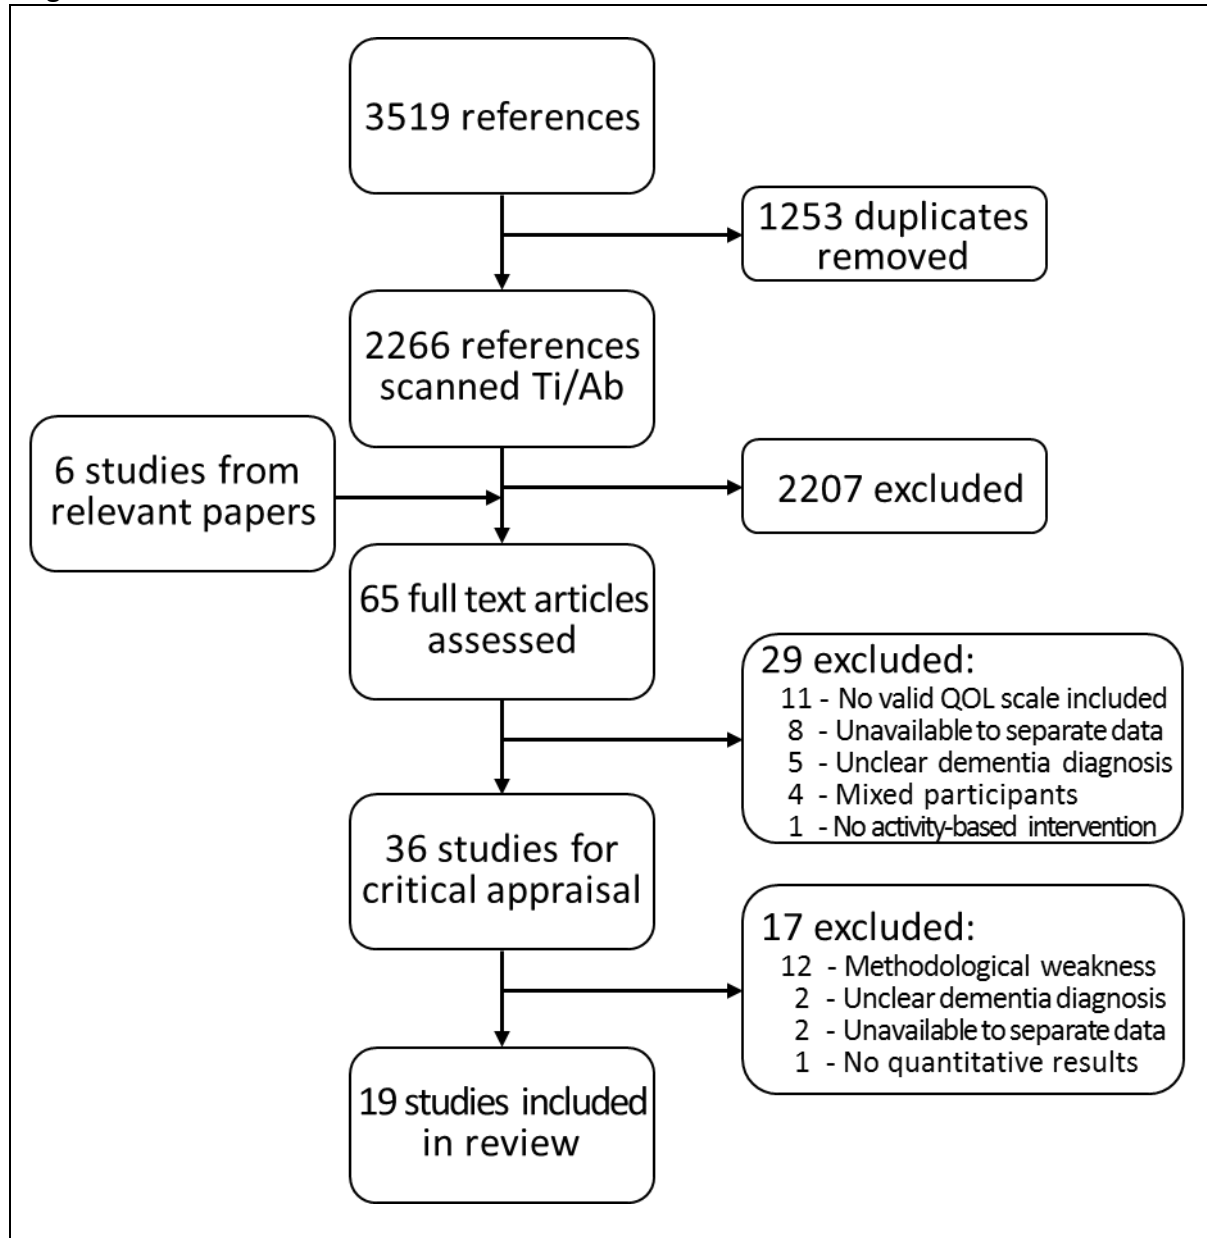 3519 references
1253 duplicates
removed
2266 references
scanned Ti/Ab
6 studies from
relevant papers
2207 excluded
65 full text articles
assessed
29 excluded:
11 - No valid QOL scale included
8 - Unavailable to separate data
5 - Unclear dementia diagnosis
4 - Mixed participants
1 - No activity-based intervention
36 studies for
critical appraisal
17 excluded:
12 - Methodological weakness
2 - Unclear dementia diagnosis
2 - Unavailable to separate data
1 - No quantitative results
19 studies included
in review